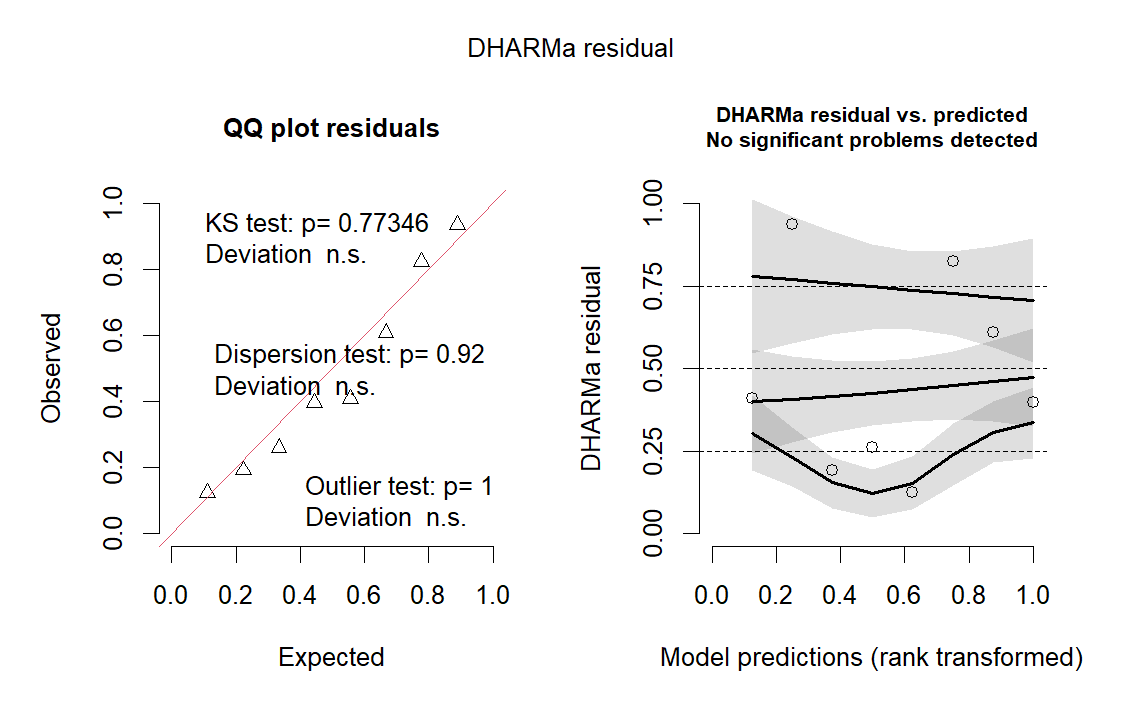 DHARMa residual
QQ plot residuals
KS test: p= 0.77346
Deviation  n.s.
Dispersion test: p= 0.92
Deviation  n.s.
Outlier test: p= 1
Deviation  n.s.
Observed
0.0 0.2 0.4 0.6 0.8 1.0
0.0 0.2 0.4 0.6 0.8 1.0
Expected
DHARMa residual vs. predicted
No significant problems detected
DHARMa residual
0.00 0.25 0.50 0.75 1.00
0.0 0.2 0.4 0.6 0.8 1.0
Model predictions (rank transformed)